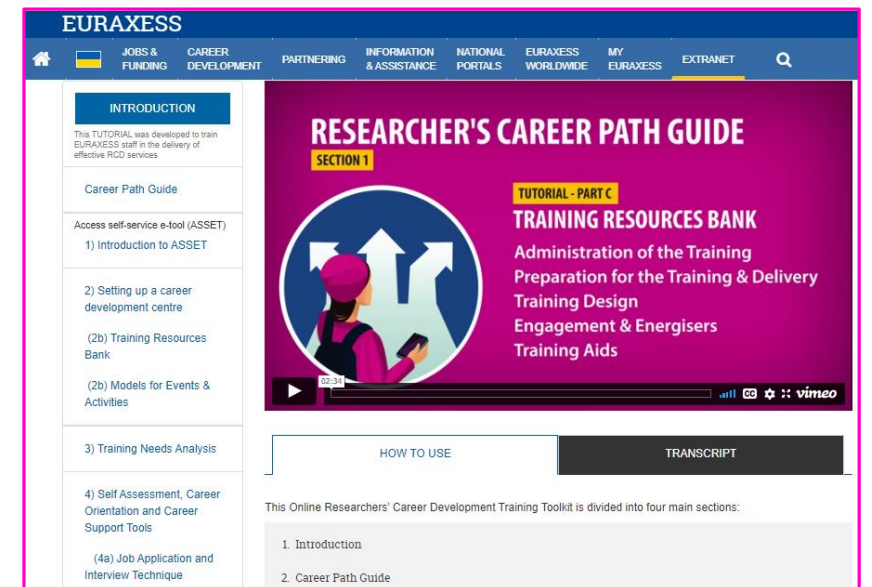 EURAXESS
JOBS & FUNDING
CAREER DEVELOPMENT
PARTNERING
INFORMATION & ASSISTANCE
NATIONAL PORTALS
EURAXESS WORLDWIDE
MY EURAXESS
EXTRANET
INTRODUCTION
This TUTORIAL was developed to train
EURAXESS staff in the delivery of
effective RCD services
Career Path Guide
Access self-service e-tool (ASSET)
1) Introduction to ASSET
2) Setting up a career
development centre
(2b) Training Resources
Bank
(2b) Models for Events &
Activities
3) Training Needs Analysis
4) Self Assessment, Career
Orientation and Career
Support Tools
(4a) Job Application and
Interview Technique
RESEARCHER'S CAREER PATH GUIDE
SECTION 1
TUTORIAL - PART C
TRAINING RESOURCES BANK
Administration of the Training
Preparation for the Training & Delivery
Training Design
Engagement & Energisers
Training Aids
02:34
CC
vimeo
HOW TO USE
TRANSCRIPT
This Online Researchers' Career Development Training Toolkit is divided into four main sections:
1. Introduction
2. Career Path Guide